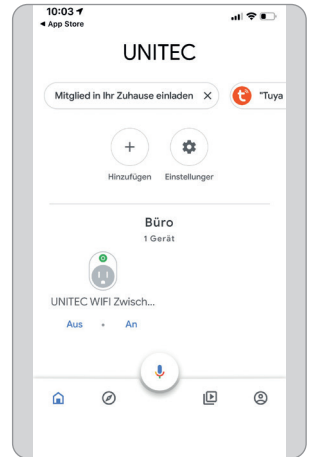 10:03
◄ App Store
UNITEC
Mitglied in Ihr Zuhause einladen ✕ "Tuya
Hinzufügen Einstellunger
Büro
1 Gerät
UNITEC WIFI Zwisch...
Aus • An